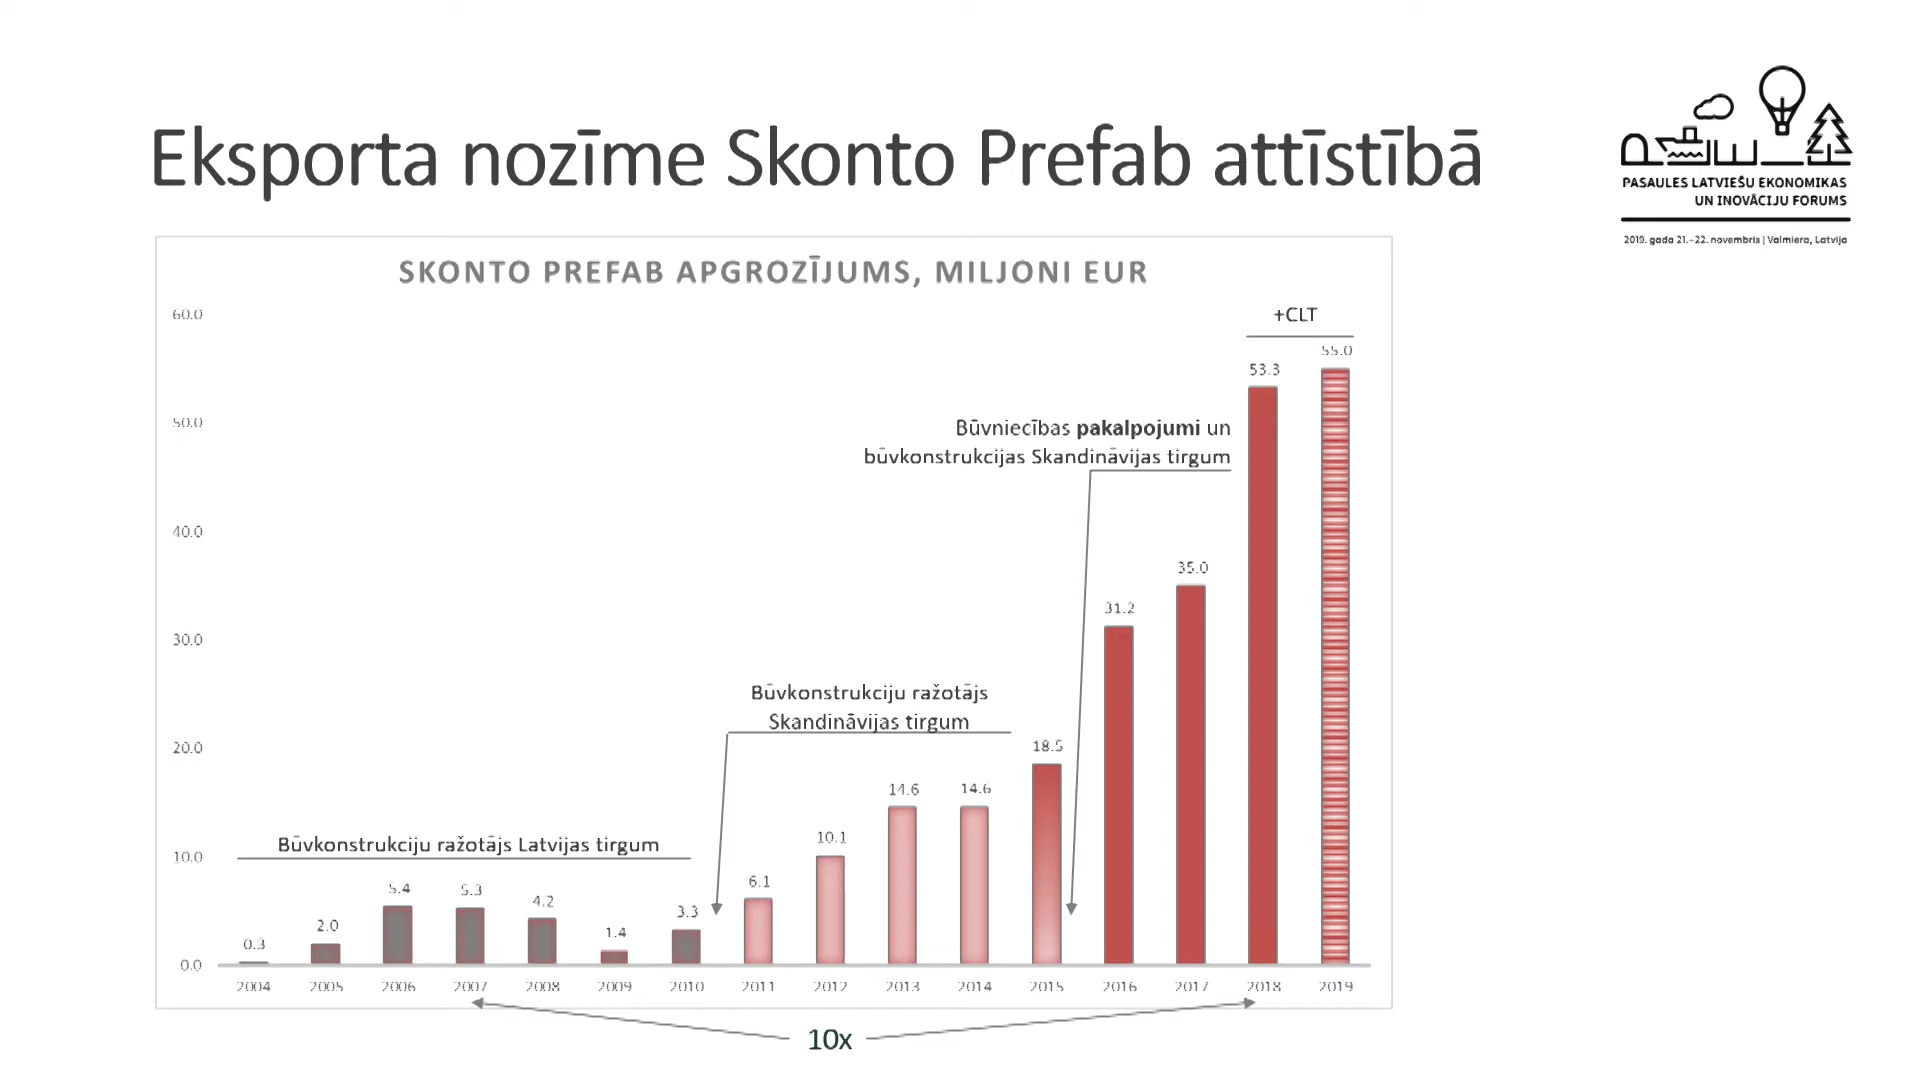 Eksporta nozīme Skonto Prefab attīstībā
PASAULES LATVIEŠU EKONOMIKAS
UN INOVĀCIJU FORUMS
2019. gada 21.–22. novembris | Valmiera, Latvija
SKONTO PREFAB APGROZĪJUMS, MILJONI EUR
60.0
50.0
40.0
30.0
20.0
10.0
0.0
+CLT
Būvniecības pakalpojumi un
būvkonstrukcijas Skandināvijas tirgum
Būvkonstrukciju ražotājs
Skandināvijas tirgum
Būvkonstrukciju ražotājs Latvijas tirgum
0.3 2.0 5.4 5.3 4.2 1.4 3.3 6.1 10.1 14.6 14.6 18.5 31.2 35.0 53.3 55.0
2004 2005 2006 2007 2008 2009 2010 2011 2012 2013 2014 2015 2016 2017 2018 2019
10x